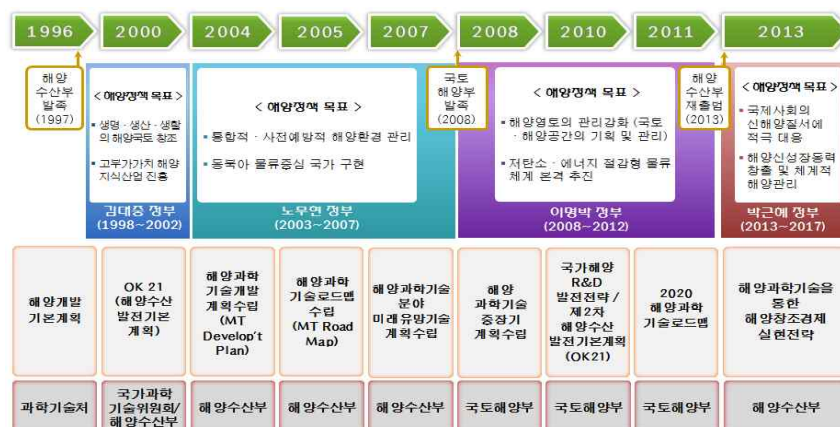 1996
2000
2004
2005
2007
2008
2010
2011
2013
해양
수산부
발족
(1997)
< 해양정책 목표 >
• 생명 · 생산 · 생활
의 해양국토 창조
• 고부가가치 해양
지식산업 진흥
김대중 정부
(1998~2002)
< 해양정책 목표 >
• 통합적 · 사전예방적 해양환경 관리
• 동북아 물류중심 국가 구현
노무현 정부
(2003~2007)
국토
해양부
발족
(2008)
< 해양정책 목표 >
• 해양영토의 관리강화 (국토
· 해양공간의 기획 및 관리)
• 저탄소 · 에너지 절감형 물류
체계 본격 추진
이명박 정부
(2008~2012)
해양
수산부
재출범
(2013)
< 해양정책 목표 >
• 국제사회의
신해양질서에
적극 대응
• 해양신성장동력
창출 및 체계적
해양관리
박근혜 정부
(2013~2017)
해양개발
기본계획
OK 21
(해양수산
발전기본
계획)
해양과학
기술개발
계획수립
(MT
Develop't
Plan)
해양과학
기술로드맵
수립
(MT Road
Map)
해양과학기술
분야
미래유망기술
계획수립
해양
과학기술
중장기
계획수립
국가해양
R&D
발전전략 /
제2차
해양수산
발전기본계획
(OK21)
2020
해양과학
기술로드맵
해양과학기술을
통한
해양창조경제
실현전략
과학기술처
국가과학
기술위원회/
해양수산부
해양수산부
해양수산부
해양수산부
국토해양부
국토해양부
국토해양부
해양수산부